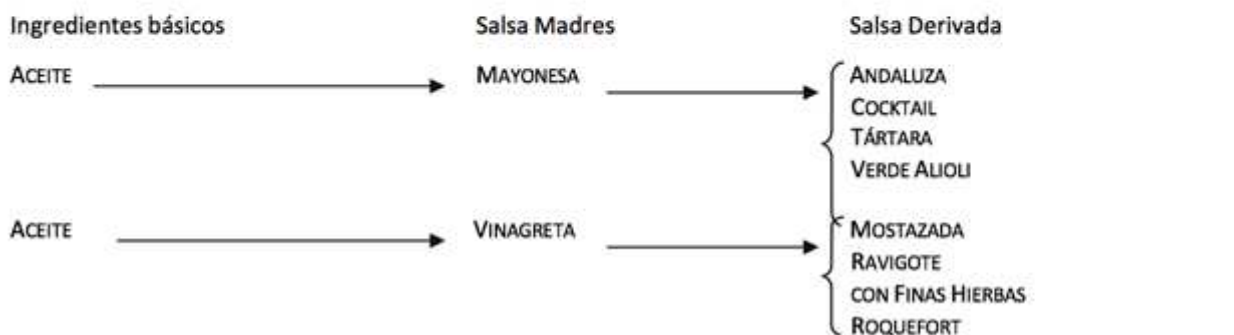 Ingredientes básicos Salsa Madres Salsa Derivada
ACEITE MAYONESA ANDALUZA
COCKTAIL
TÁRTARA
VERDE ALIOLI
ACEITE VINAGRETA MOSTAZADA
RAVIGOTE
CON FINAS HIERBAS
ROQUEFORT